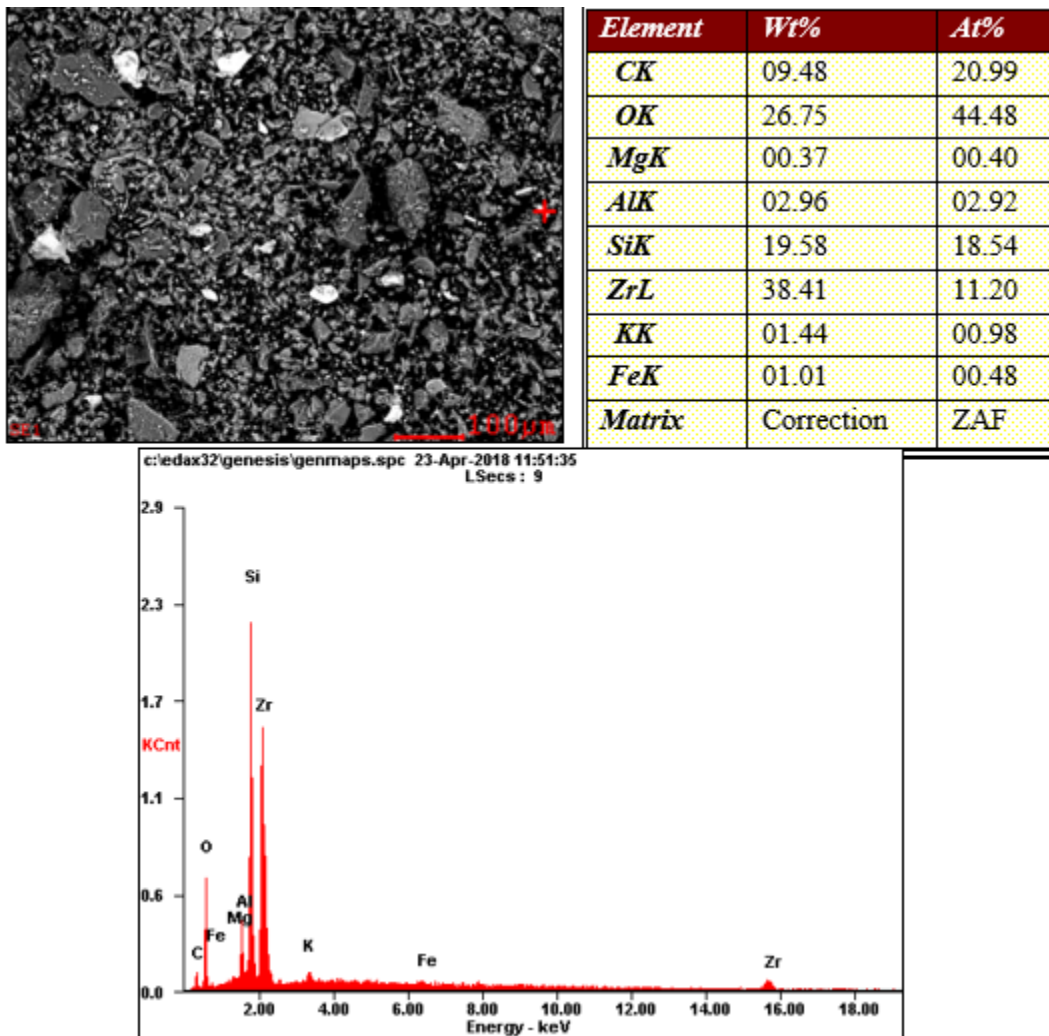 Element Wt% At%
CK 09.48 20.99
OK 26.75 44.48
MgK 00.37 00.40
AlK 02.96 02.92
SiK 19.58 18.54
ZrL 38.41 11.20
KK 01.44 00.98
FeK 01.01 00.48
Matrix Correction ZAF
100µm
c:\edax32\genesis\genmaps.spc 23-Apr-2018 11:51:35
LSecs : 9
2.9
Si
2.3
Zr
1.7
KCnt
1.1
O
0.6
Al
Mg
Fe
C
K
Fe
Zr
0.0
2.00 4.00 6.00 8.00 10.00 12.00 14.00 16.00 18.00
Energy - keV